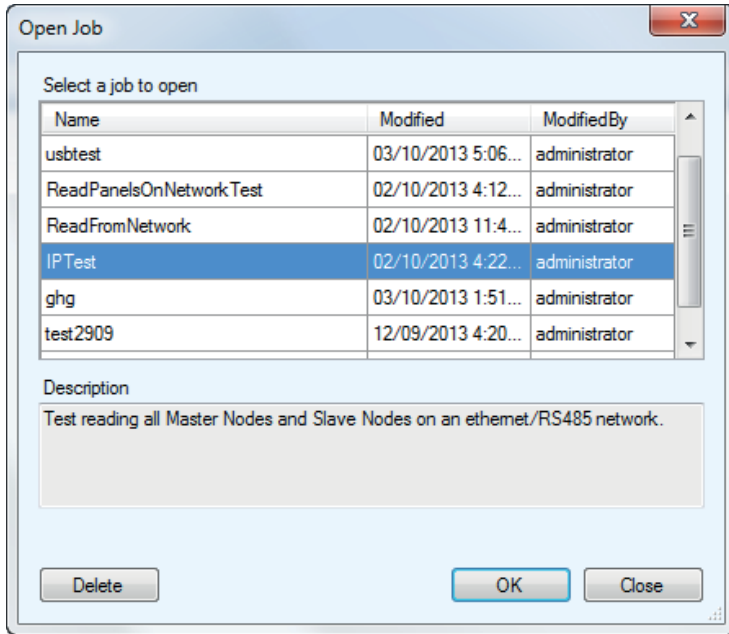 Open Job
Select a job to open
Name Modified ModifiedBy
usbtest 03/10/2013 5:06... administrator
ReadPanelsOnNetworkTest 02/10/2013 4:12... administrator
ReadFromNetwork 02/10/2013 11:4... administrator
IPTest 02/10/2013 4:22... administrator
ghg 03/10/2013 1:51... administrator
test2909 12/09/2013 4:20... administrator
Description
Test reading all Master Nodes and Slave Nodes on an ethernet/RS485 network.
Delete OK Close